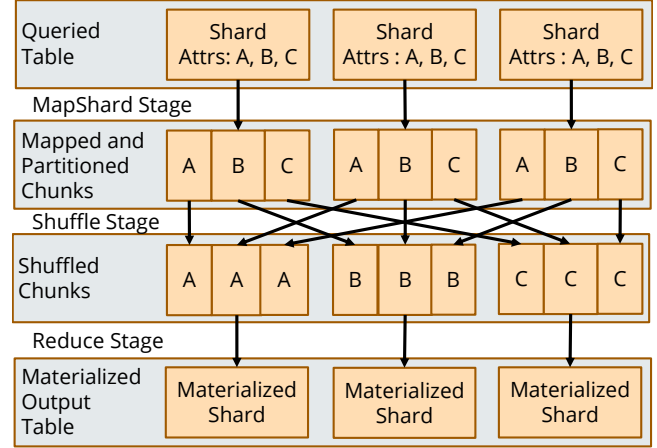 Queried
Table
Shard
Attrs: A, B, C
Shard
Attrs : A, B, C
Shard
Attrs : A, B, C
MapShard Stage
Mapped and
Partitioned
Chunks
A B C
A B C
A B C
Shuffle Stage
Shuffled
Chunks
A A A
B B B
C C C
Reduce Stage
Materialized
Output
Table
Materialized
Shard
Materialized
Shard
Materialized
Shard